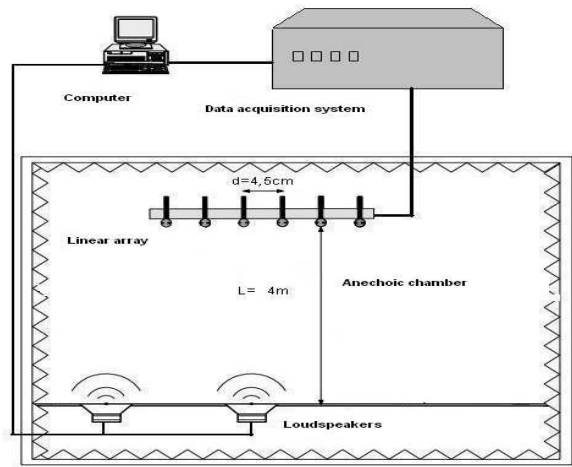 Computer
Data acquisition system
d=4,5cm
Linear array
L= 4m
Anechoic chamber
Loudspeakers